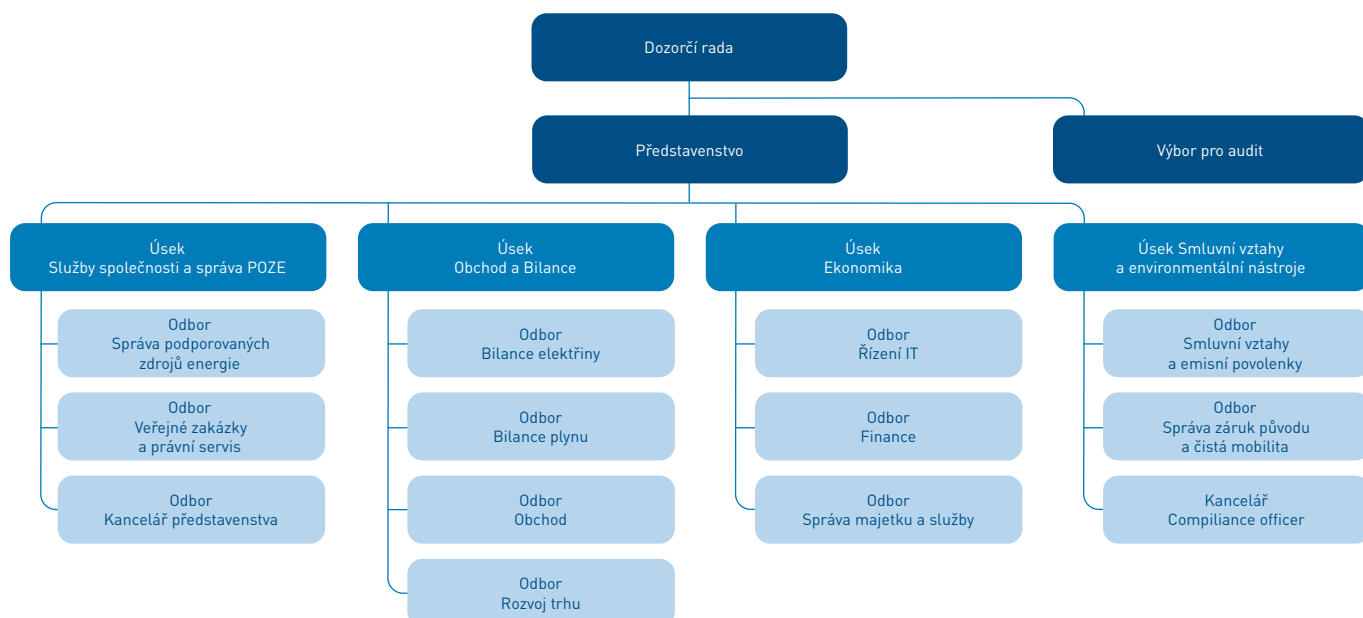 Dozorčí rada
Představenstvo
Výbor pro audit
Úsek
Služby společnosti a správa POZE
Úsek
Obchod a Bilance
Úsek
Ekonomika
Úsek Smluvní vztahy
a environmentální nástroje
Odbor
Správa podporovaných
zdrojů energie
Odbor
Veřejné zakázky
a právní servis
Odbor
Kancelář představenstva
Odbor
Bilance elektřiny
Odbor
Bilance plynu
Odbor
Obchod
Odbor
Rozvoj trhu
Odbor
Řízení IT
Odbor
Finance
Odbor
Správa majetku a služby
Odbor
Smluvní vztahy
a emisní povolenky
Odbor
Správa záruk původu
a čistá mobilita
Kancelář
Compiliance officer